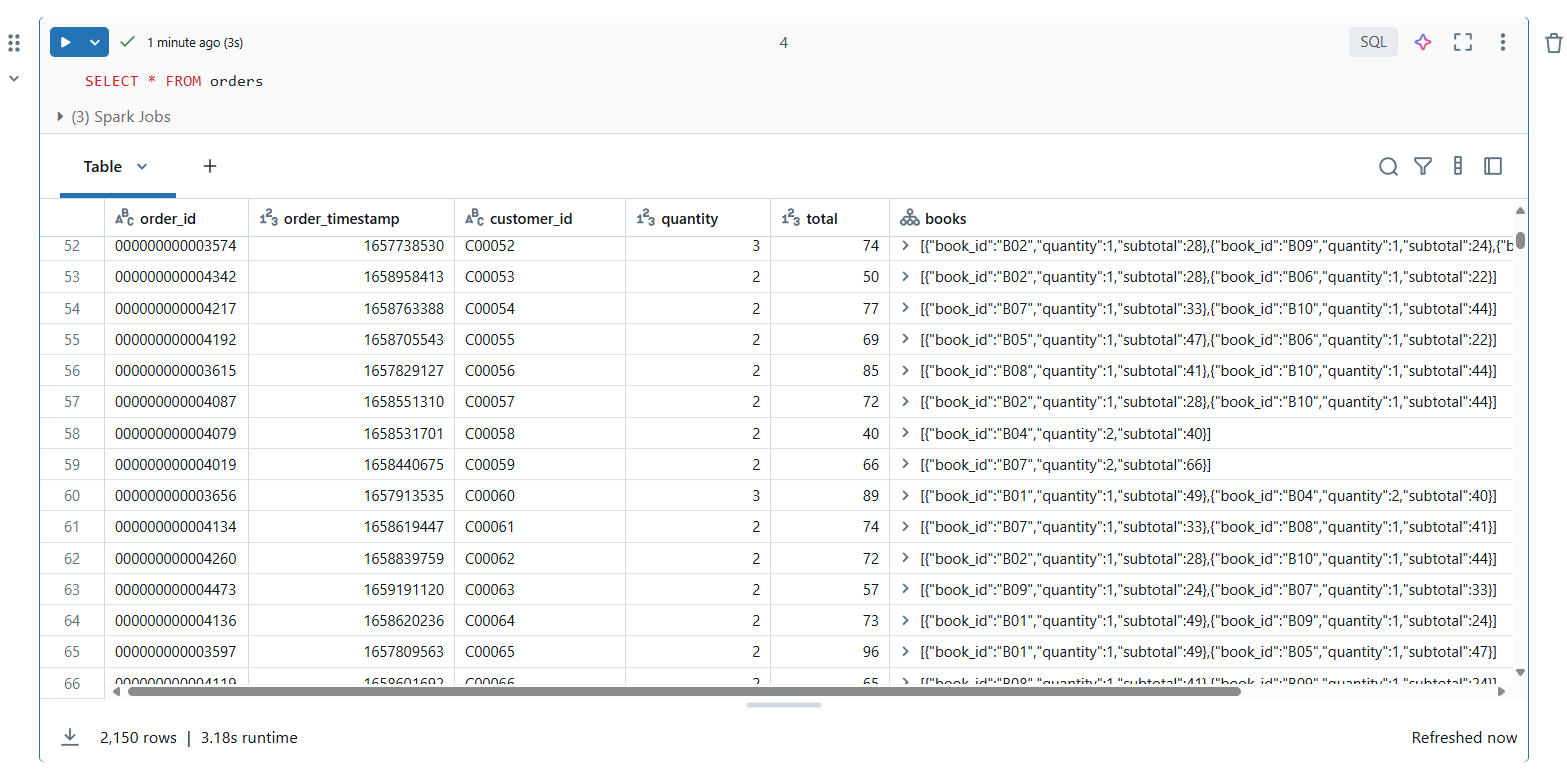 1 minute ago (3s)
4
SQL
SELECT * FROM orders
(3) Spark Jobs
Table
order_id order_timestamp customer_id quantity total books
52 000000000003574 1657738530 C00052 3 74 [{"book_id":"B02","quantity":1,"subtotal":28},{"book_id":"B09","quantity":1,"subtotal":24},{"b
53 000000000004342 1658958413 C00053 2 50 [{"book_id":"B02","quantity":1,"subtotal":28},{"book_id":"B06","quantity":1,"subtotal":22}]
54 000000000004217 1658763388 C00054 2 77 [{"book_id":"B07","quantity":1,"subtotal":33},{"book_id":"B10","quantity":1,"subtotal":44}]
55 000000000004192 1658705543 C00055 2 69 [{"book_id":"B05","quantity":1,"subtotal":47},{"book_id":"B06","quantity":1,"subtotal":22}]
56 000000000003615 1657829127 C00056 2 85 [{"book_id":"B08","quantity":1,"subtotal":41},{"book_id":"B10","quantity":1,"subtotal":44}]
57 000000000004087 1658551310 C00057 2 72 [{"book_id":"B02","quantity":1,"subtotal":28},{"book_id":"B10","quantity":1,"subtotal":44}]
58 000000000004079 1658531701 C00058 2 40 [{"book_id":"B04","quantity":2,"subtotal":40}]
59 000000000004019 1658440675 C00059 2 66 [{"book_id":"B07","quantity":2,"subtotal":66}]
60 000000000003656 1657913535 C00060 3 89 [{"book_id":"B01","quantity":1,"subtotal":49},{"book_id":"B04","quantity":2,"subtotal":40}]
61 000000000004134 1658619447 C00061 2 74 [{"book_id":"B07","quantity":1,"subtotal":33},{"book_id":"B08","quantity":1,"subtotal":41}]
62 000000000004260 1658839759 C00062 2 72 [{"book_id":"B02","quantity":1,"subtotal":28},{"book_id":"B10","quantity":1,"subtotal":44}]
63 000000000004473 1659191120 C00063 2 57 [{"book_id":"B09","quantity":1,"subtotal":24},{"book_id":"B07","quantity":1,"subtotal":33}]
64 000000000004136 1658620236 C00064 2 73 [{"book_id":"B01","quantity":1,"subtotal":49},{"book_id":"B09","quantity":1,"subtotal":24}]
65 000000000003597 1657809563 C00065 2 96 [{"book_id":"B01","quantity":1,"subtotal":49},{"book_id":"B05","quantity":1,"subtotal":47}]
66
2,150 rows | 3.18s runtime
Refreshed now